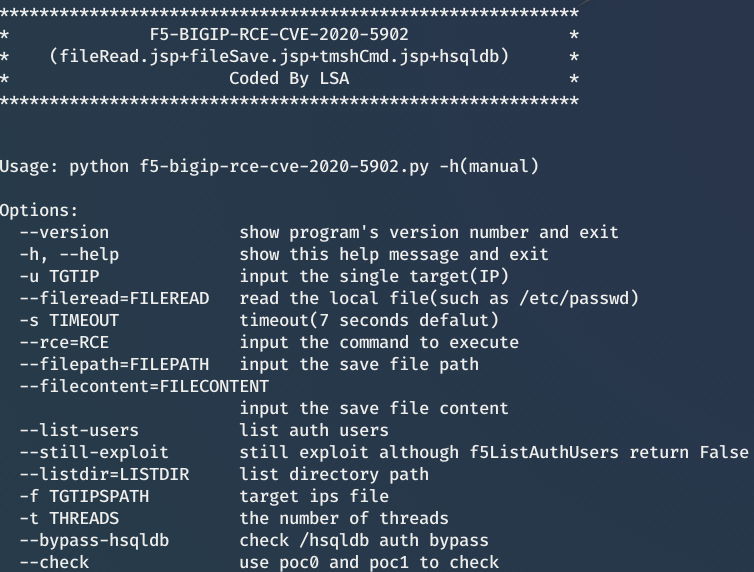 **********************************************************
* F5-BIGIP-RCE-CVE-2020-5902 *
* (fileRead.jsp+fileSave.jsp+tmshCmd.jsp+hsqldb) *
* Coded By LSA *
**********************************************************
Usage: python f5-bigip-rce-cve-2020-5902.py -h(manual)
Options:
--version show program's version number and exit
-h, --help show this help message and exit
-u TGTIP input the single target(IP)
--fileread=FILEREAD read the local file(such as /etc/passwd)
-s TIMEOUT timeout(7 seconds defalut)
--rce=RCE input the command to execute
--filepath=FILEPATH input the save file path
--filecontent=FILECONTENT
input the save file content
--list-users list auth users
--still-exploit still exploit although f5ListAuthUsers return False
--listdir=LISTDIR list directory path
-f TGTIPSPATH target ips file
-t THREADS the number of threads
--bypass-hsqldb check /hsqldb auth bypass
--check use poc0 and poc1 to check